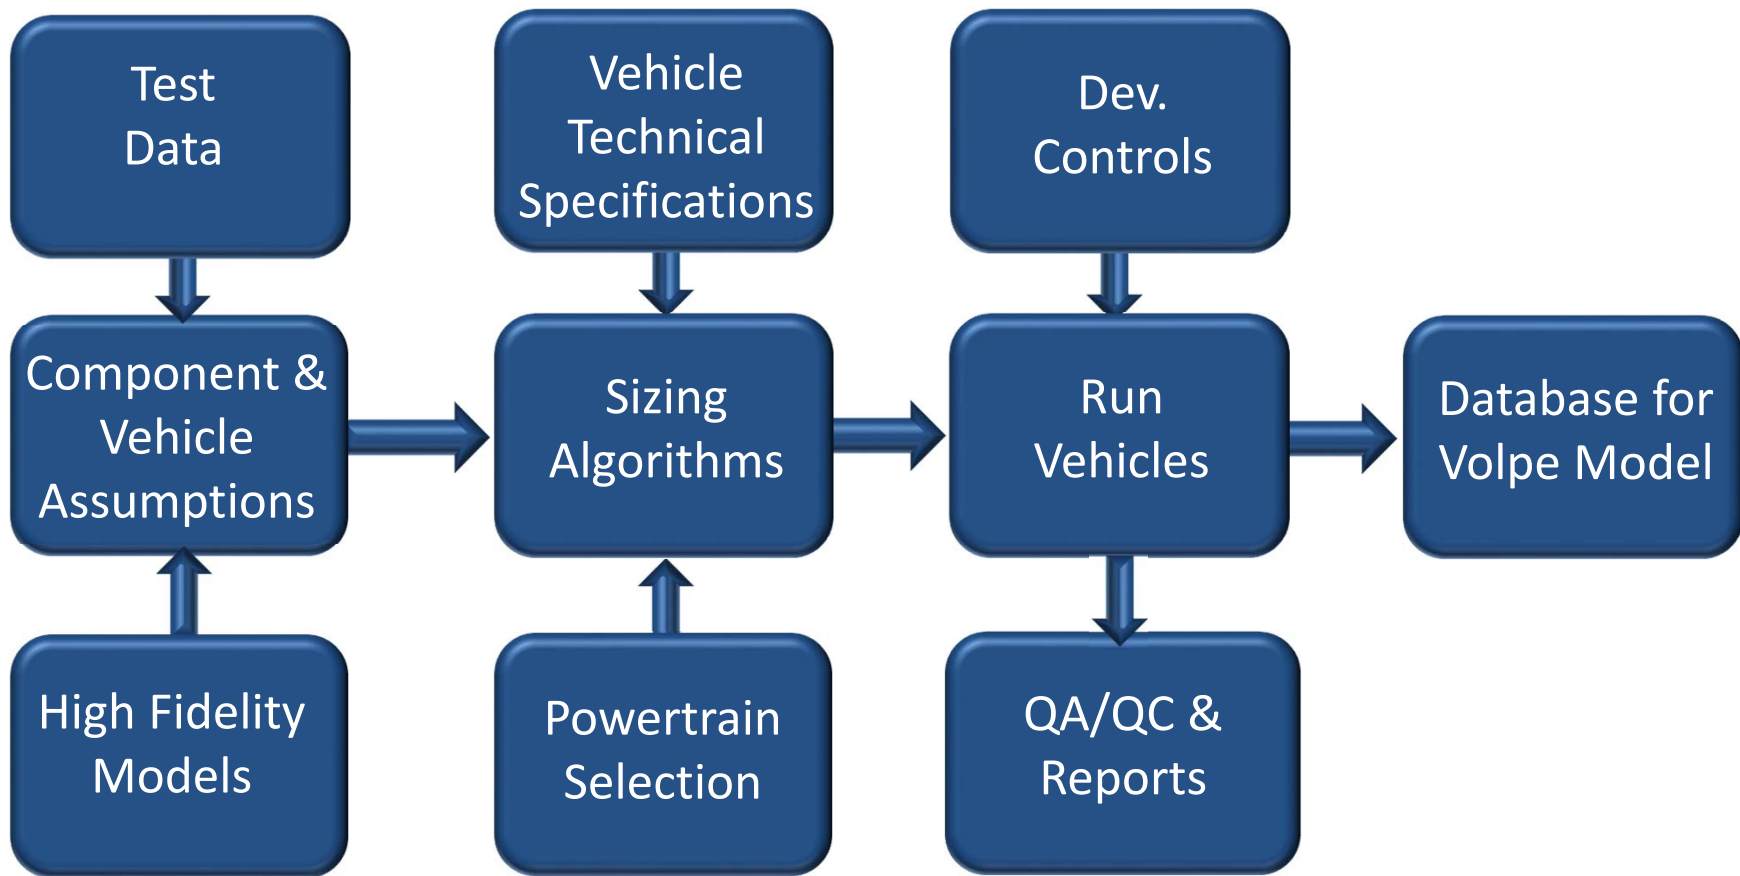 Test
Data
Vehicle
Technical
Specifications
Dev.
Controls
Component &
Vehicle
Assumptions
Sizing
Algorithms
Run
Vehicles
Database for
Volpe Model
High Fidelity
Models
Powertrain
Selection
QA/QC &
Reports